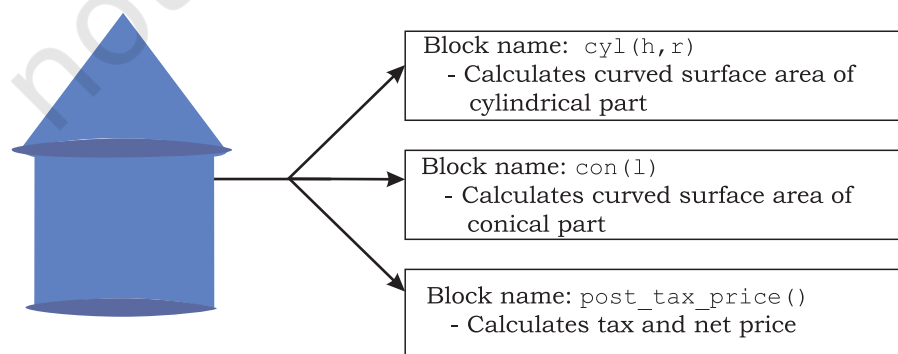 Block name: cyl(h,r)
- Calculates curved surface area of
cylindrical part
Block name: con(l)
- Calculates curved surface area of
conical part
Block name: post_tax_price()
- Calculates tax and net price